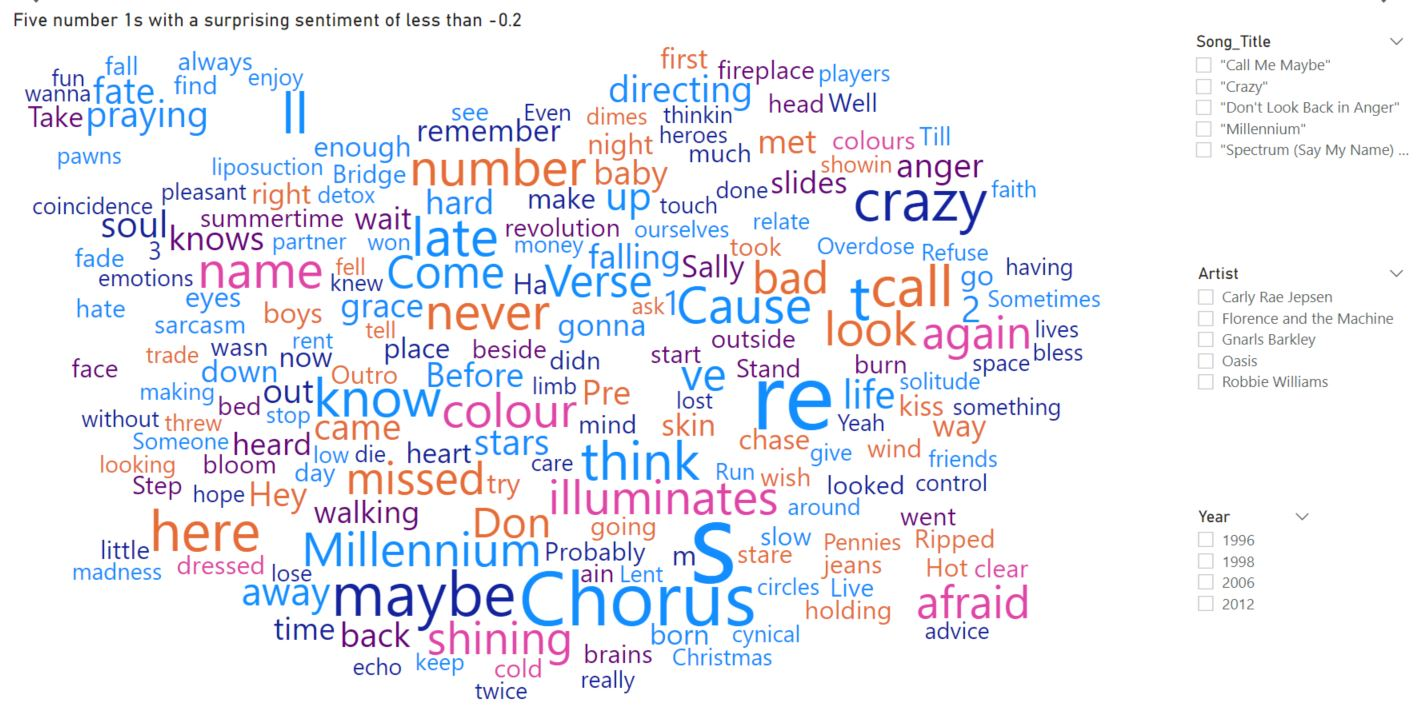 Five number 1s with a surprising sentiment of less than -0.2
fall always first
fun wanna fate find enjoy directing fireplace players
Take praying ll see Even dimes thinkin head Well
pawns enough remember night heroes much met colours Till
liposuction Bridge number baby showin anger
coincidence pleasant right detox hard make up touch done slides crazy faith
soul summertime wait late revolution ourselves relate
3 knows partner won money falling took Overdose Refuse
fade emotions name fell knew Come Ha Verse Sally bad call go having
hate eyes boys grace never ask 1 Cause t 2 Sometimes
sarcasm tell gonna look again lives
trade wasn rent now place beside didn start outside space bless
face down Outro Before limb Pre ve Stand burn life solitude
making bed out know colour lost re kiss something
without threw stop came mind skin Yeah way
Someone heard low die heart stars chase give wind friends
looking bloom day care think Run wish looked control
Step hope Hey missed try illuminates around
here walking Don going went
little Millennium Probably m s slow Pennies Ripped
madness dressed lose ain Lent stare jeans Hot clear
away maybe Chorus circles Live holding afraid
time back shining born cynical advice
echo keep cold brains Christmas
twice really
Song_Title
"Call Me Maybe"
"Crazy"
"Don't Look Back in Anger"
"Millennium"
"Spectrum (Say My Name) ...
Artist
Carly Rae Jepsen
Florence and the Machine
Gnarls Barkley
Oasis
Robbie Williams
Year
1996
1998
2006
2012